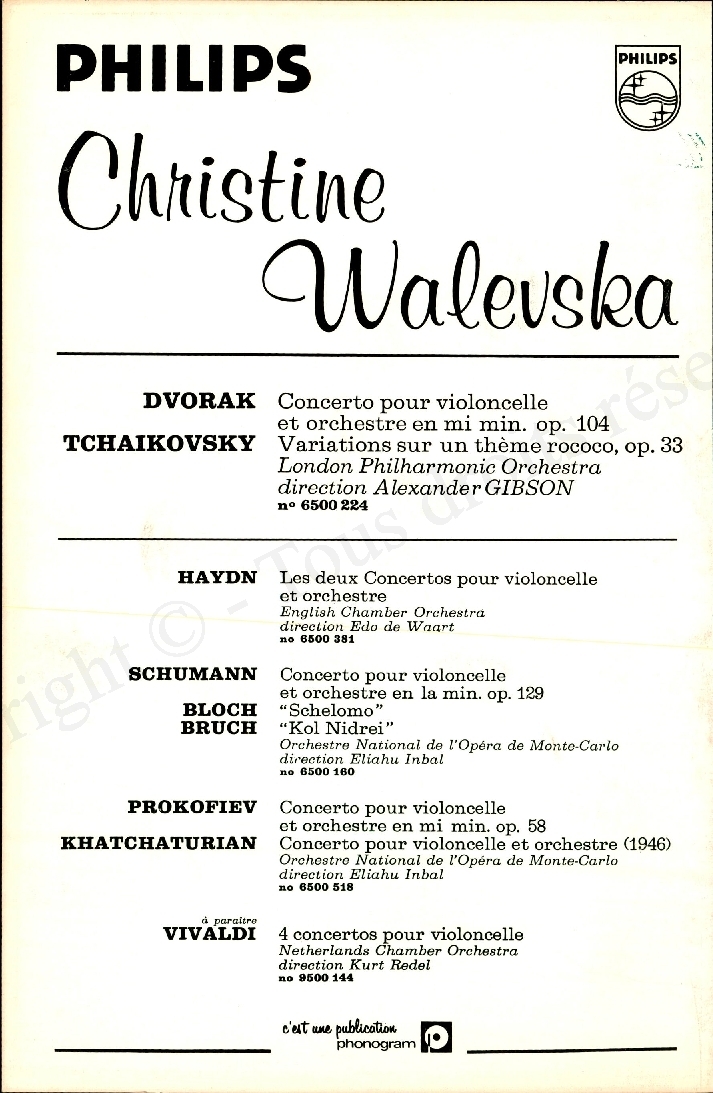 PHILIPS
PHILIPS
Christine
Walevska
DVORAK Concerto pour violoncelle
et orchestre en mi min. op. 104
TCHAIKOVSKY Variations sur un thème rococo, op. 33
London Philharmonic Orchestra
direction Alexander GIBSON
nº 6500 224
HAYDN Les deux Concertos pour violoncelle
et orchestre
English Chamber Orchestra
direction Edo de Waart
no 6500 381
SCHUMANN Concerto pour violoncelle
et orchestre en la min. op. 129
BLOCH “Schelomo”
BRUCH “Kol Nidrei”
Orchestre National de l'Opéra de Monte-Carlo
direction Eliahu Inbal
no 6500 160
PROKOFIEV Concerto pour violoncelle
et orchestre en mi min. op. 58
KHATCHATURIAN Concerto pour violoncelle et orchestre (1946)
Orchestre National de l'Opéra de Monte-Carlo
direction Eliahu Inbal
no 6500 518
à paraître
VIVALDI 4 concertos pour violoncelle
Netherlands Chamber Orchestra
direction Kurt Redel
no 9500 144
c'est une publication
phonogram
right © - Tous droits rése